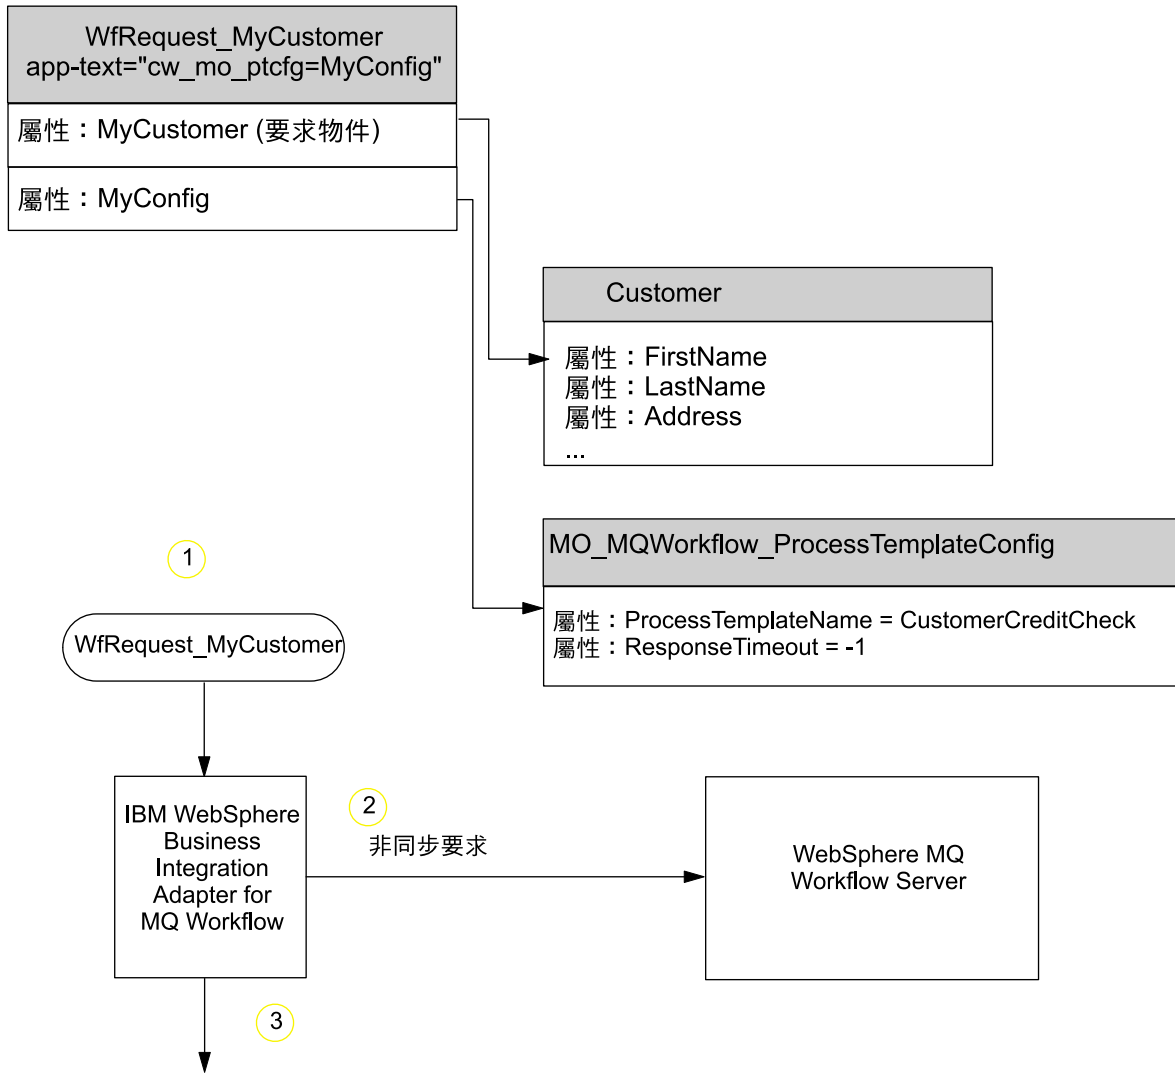 WfRequest_MyCustomer
app-text="cw_mo_ptcfg=MyConfig"
屬性：MyCustomer (要求物件)
屬性：MyConfig
Customer
屬性：FirstName
屬性：LastName
屬性：Address
...
MO_MQWorkflow_ProcessTemplateConfig
屬性：ProcessTemplateName = CustomerCreditCheck
屬性：ResponseTimeout = -1
1
WfRequest_MyCustomer
IBM WebSphere
Business
Integration
Adapter for
MQ Workflow
2
非同步要求
WebSphere MQ
Workflow Server
3